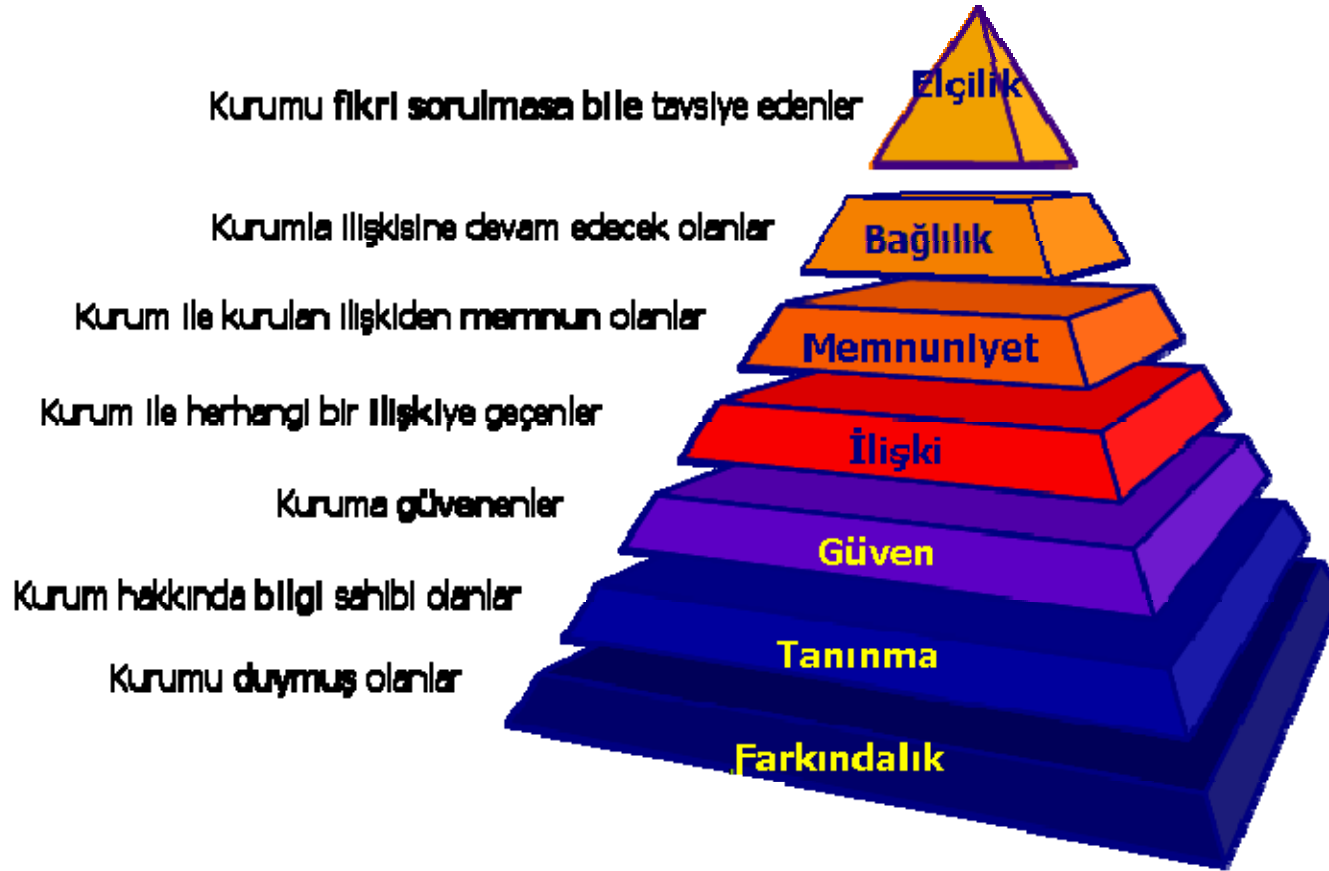 Elçilik
Kurumu fikri sorulmasa bile tavsiye edenler
Kurumla ilişkisine devam edecek olanlar
Bağlılık
Kurum ile kurulan ilişkiden memnun olanlar
Memnuniyet
Kurum ile herhangi bir ilişkiye geçenler
İlişki
Kuruma güvenenler
Güven
Kurum hakkında bilgi sahibi olanlar
Tanınma
Kurumu duymuş olanlar
Farkındalık